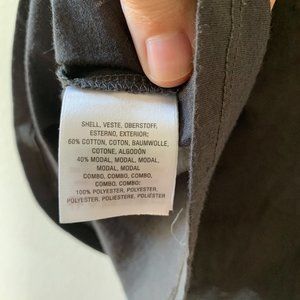 SHELL, VESTE, OBERSTOFF,
ESTERNO, EXTERIOR:
60% COTTON, COTON, BAUMWOLLE,
COTONE, ALGODÓN
40% MODAL, MODAL, MODAL,
MODAL, MODAL
COMBO, COMBO, COMBO,
COMBO, COMBO:
100% POLYESTER, POLYESTER,
POLYESTER, POLIESTERE, POLIÉSTER